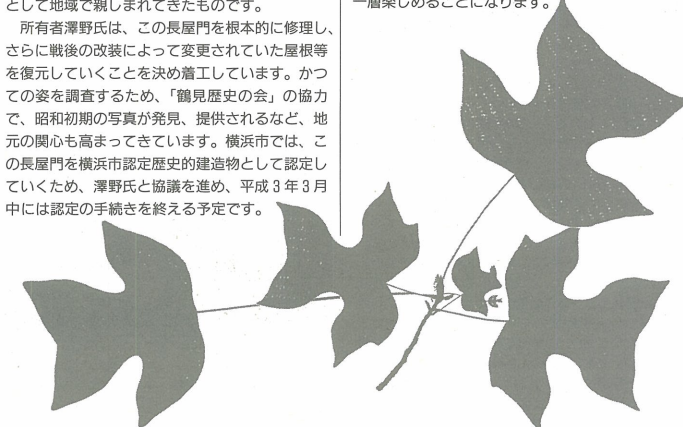 として地域で親しまれてきたものです。
　所有者澤野氏は、この長屋門を根本的に修理し、
さらに戦後の改装によって変更されていた屋根等
を復元していくことを決め着工しています。かつ
ての姿を調査するため、「鶴見歴史の会」の協力
で、昭和初期の写真が発見、提供されるなど、地
元の関心も高まってきています。横浜市では、こ
の長屋門を横浜市認定歴史的建造物として認定し
ていくため、澤野氏と協議を進め、平成３年３月
中には認定の手続きを終える予定です。
一層楽しめることになります。